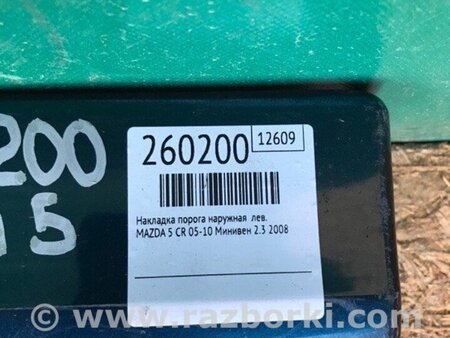 200
5
260200
12609
Накладка порога наружная лев.
MAZDA 5 CR 05-10 Минивен 2.3 2008
© www.razborki.com